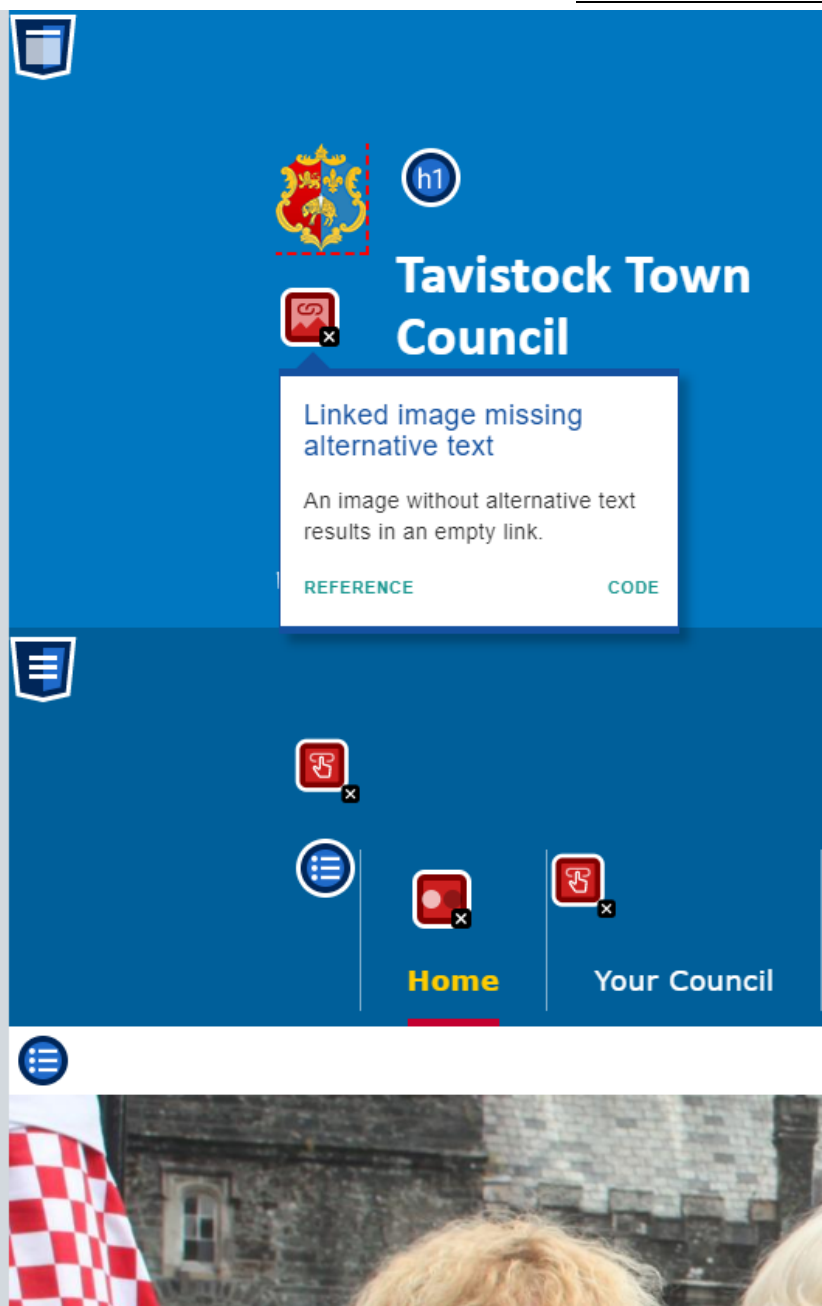 h1
Tavistock Town
Council
Linked image missing
alternative text
An image without alternative text
results in an empty link.
REFERENCE CODE
Home Your Council